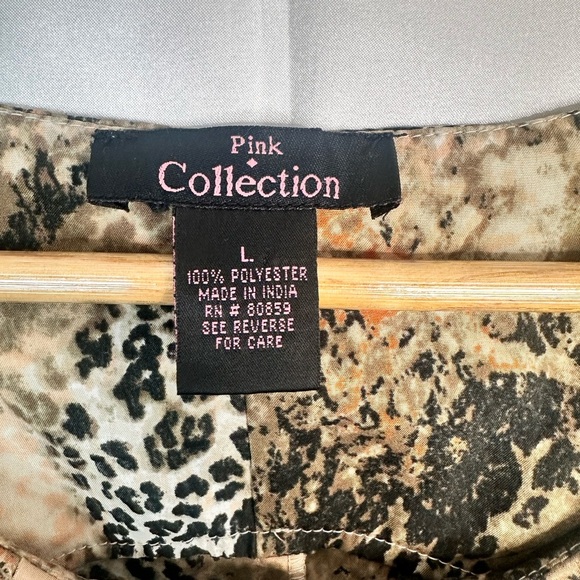 Pink
Collection
L
100% POLYESTER
MADE IN INDIA
RN # 80859
SEE REVERSE
FOR CARE